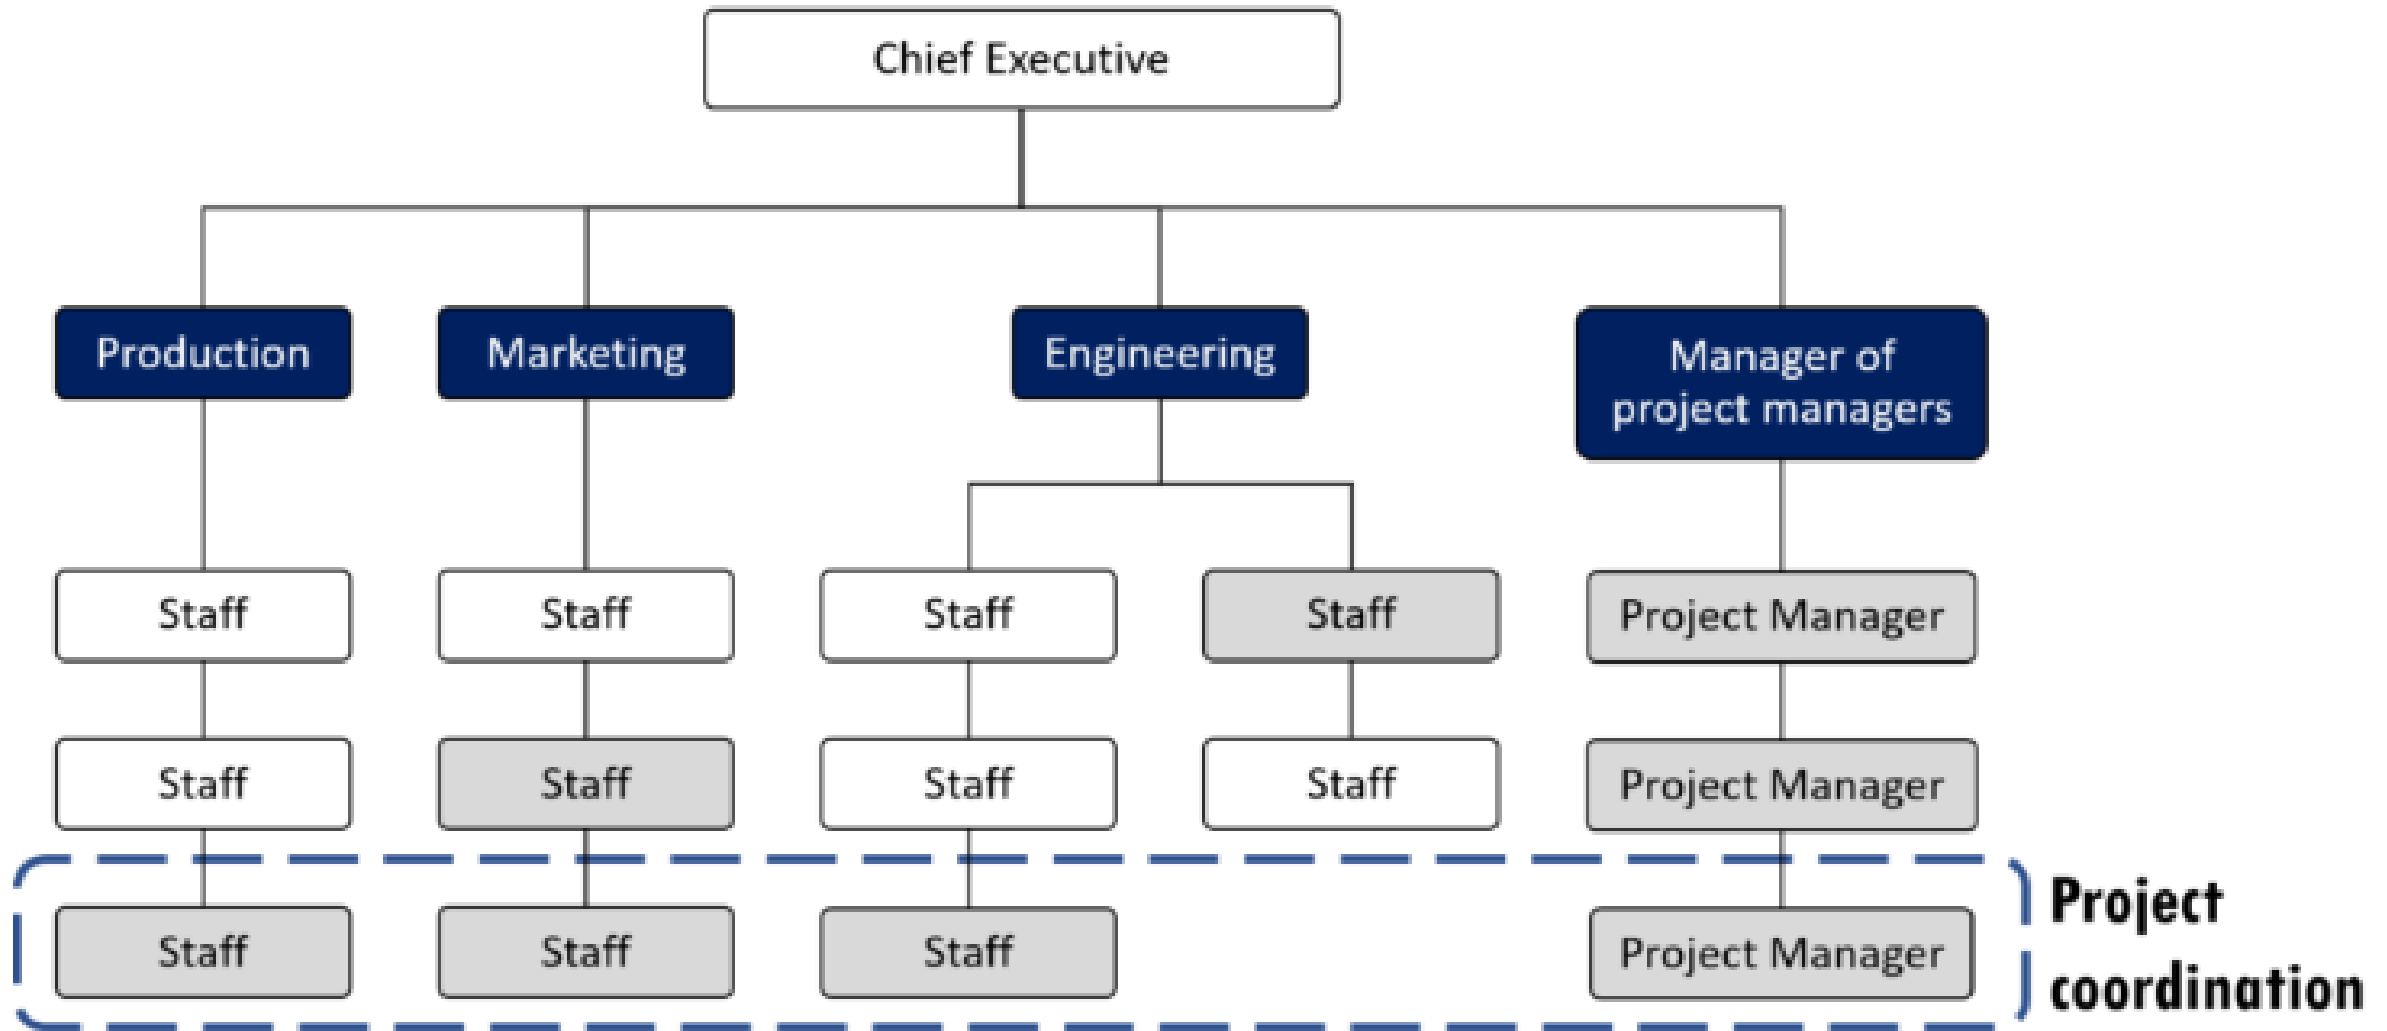 Chief Executive
Production
Marketing
Engineering
Manager of
project managers
Staff
Staff
Staff
Staff
Project Manager
Staff
Staff
Staff
Staff
Project Manager
Staff
Staff
Staff
Project Manager
Project
coordination